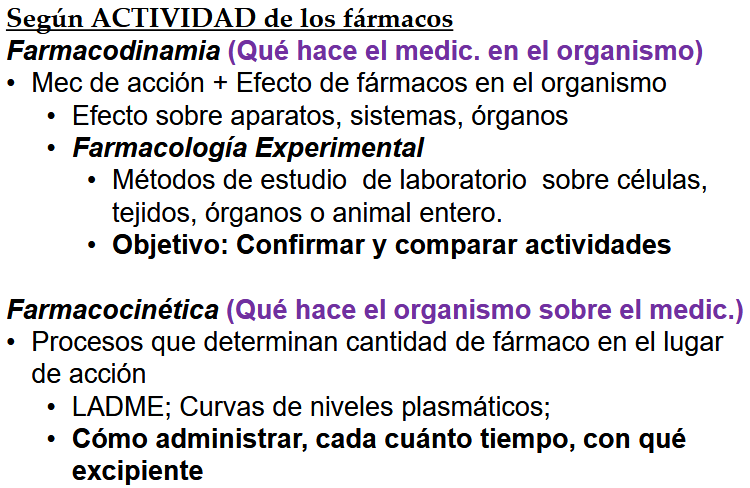 Según ACTIVIDAD de los fármacos
Farmacodinamia (Qué hace el medic. en el organismo)
• Mec de acción + Efecto de fármacos en el organismo
• Efecto sobre aparatos, sistemas, órganos
• Farmacología Experimental
• Métodos de estudio de laboratorio sobre células,
tejidos, órganos o animal entero.
• Objetivo: Confirmar y comparar actividades
Farmacocinética (Qué hace el organismo sobre el medic.)
• Procesos que determinan cantidad de fármaco en el lugar
de acción
• LADME; Curvas de niveles plasmáticos;
• Cómo administrar, cada cuánto tiempo, con qué
excipiente